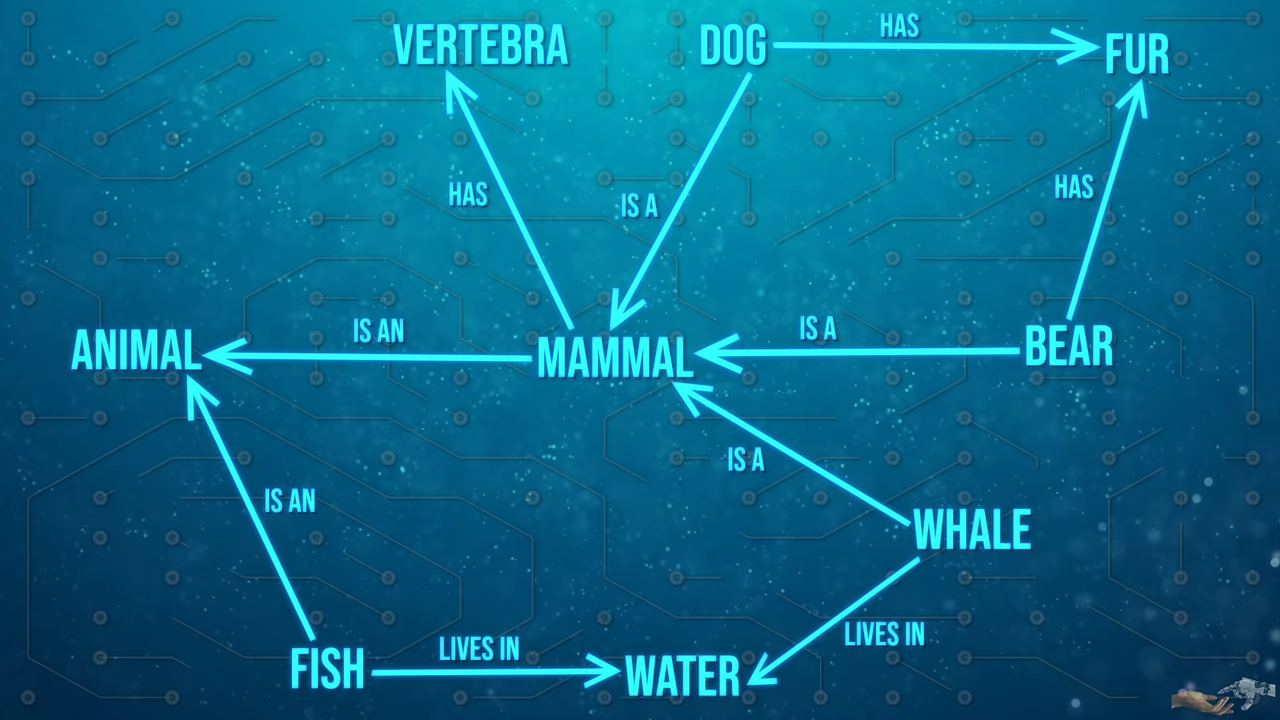 VERTEBRA
DOG
HAS
FUR
HAS
IS A
HAS
ANIMAL
IS AN
MAMMAL
IS A
BEAR
IS A
IS AN
WHALE
FISH
LIVES IN
WATER
LIVES IN